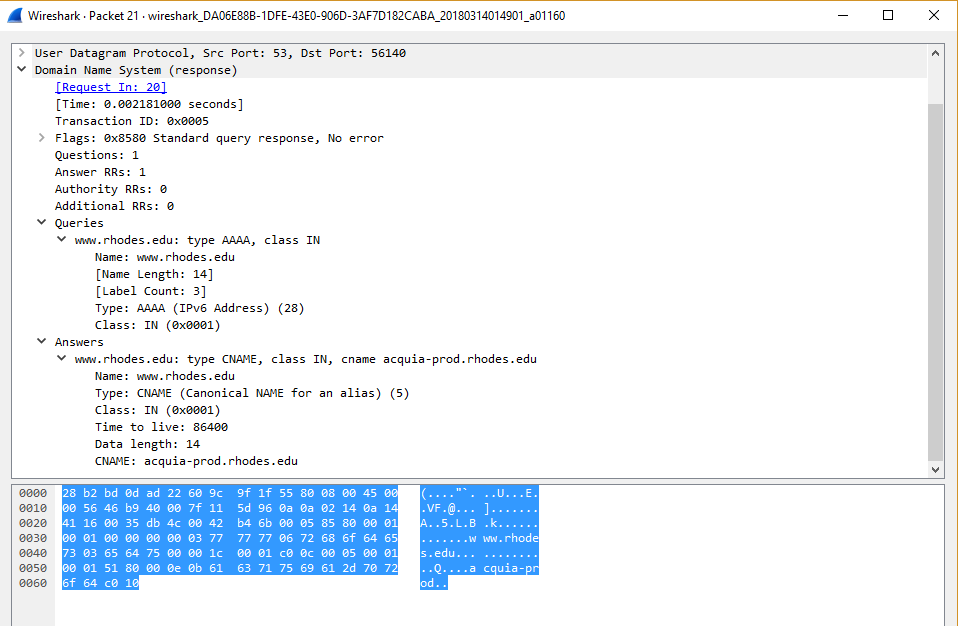 Wireshark · Packet 21 · wireshark_DA06E88B-1DFE-43E0-906D-3AF7D182CABA_20180314014901_a01160
User Datagram Protocol, Src Port: 53, Dst Port: 56140
Domain Name System (response)
[Request In: 20]
[Time: 0.002181000 seconds]
Transaction ID: 0x0005
Flags: 0x8580 Standard query response, No error
Questions: 1
Answer RRs: 1
Authority RRs: 0
Additional RRs: 0
Queries
www.rhodes.edu: type AAAA, class IN
Name: www.rhodes.edu
[Name Length: 14]
[Label Count: 3]
Type: AAAA (IPv6 Address) (28)
Class: IN (0x0001)
Answers
www.rhodes.edu: type CNAME, class IN, cname acquia-prod.rhodes.edu
Name: www.rhodes.edu
Type: CNAME (Canonical NAME for an alias) (5)
Class: IN (0x0001)
Time to live: 86400
Data length: 14
CNAME: acquia-prod.rhodes.edu
0000 28 b2 bd 0d ad 22 60 9c 9f 1f 55 80 08 00 45 00 (...."`. ..U...E.
0010 00 56 46 b9 40 00 7f 11 5d 96 0a 0a 02 14 0a 14 .VF.@... ].......
0020 41 16 00 35 db 4c 00 42 b4 6b 00 05 85 80 00 01 A..5.L.B .k......
0030 00 01 00 00 00 00 03 77 77 77 06 72 68 6f 64 65 .......w ww.rhode
0040 73 03 65 64 75 00 00 1c 00 01 c0 0c 00 05 00 01 s.edu... ........
0050 00 01 51 80 00 0e 0b 61 63 71 75 69 61 2d 70 72 ..Q....a cquia-pr
0060 6f 64 c0 10 od..